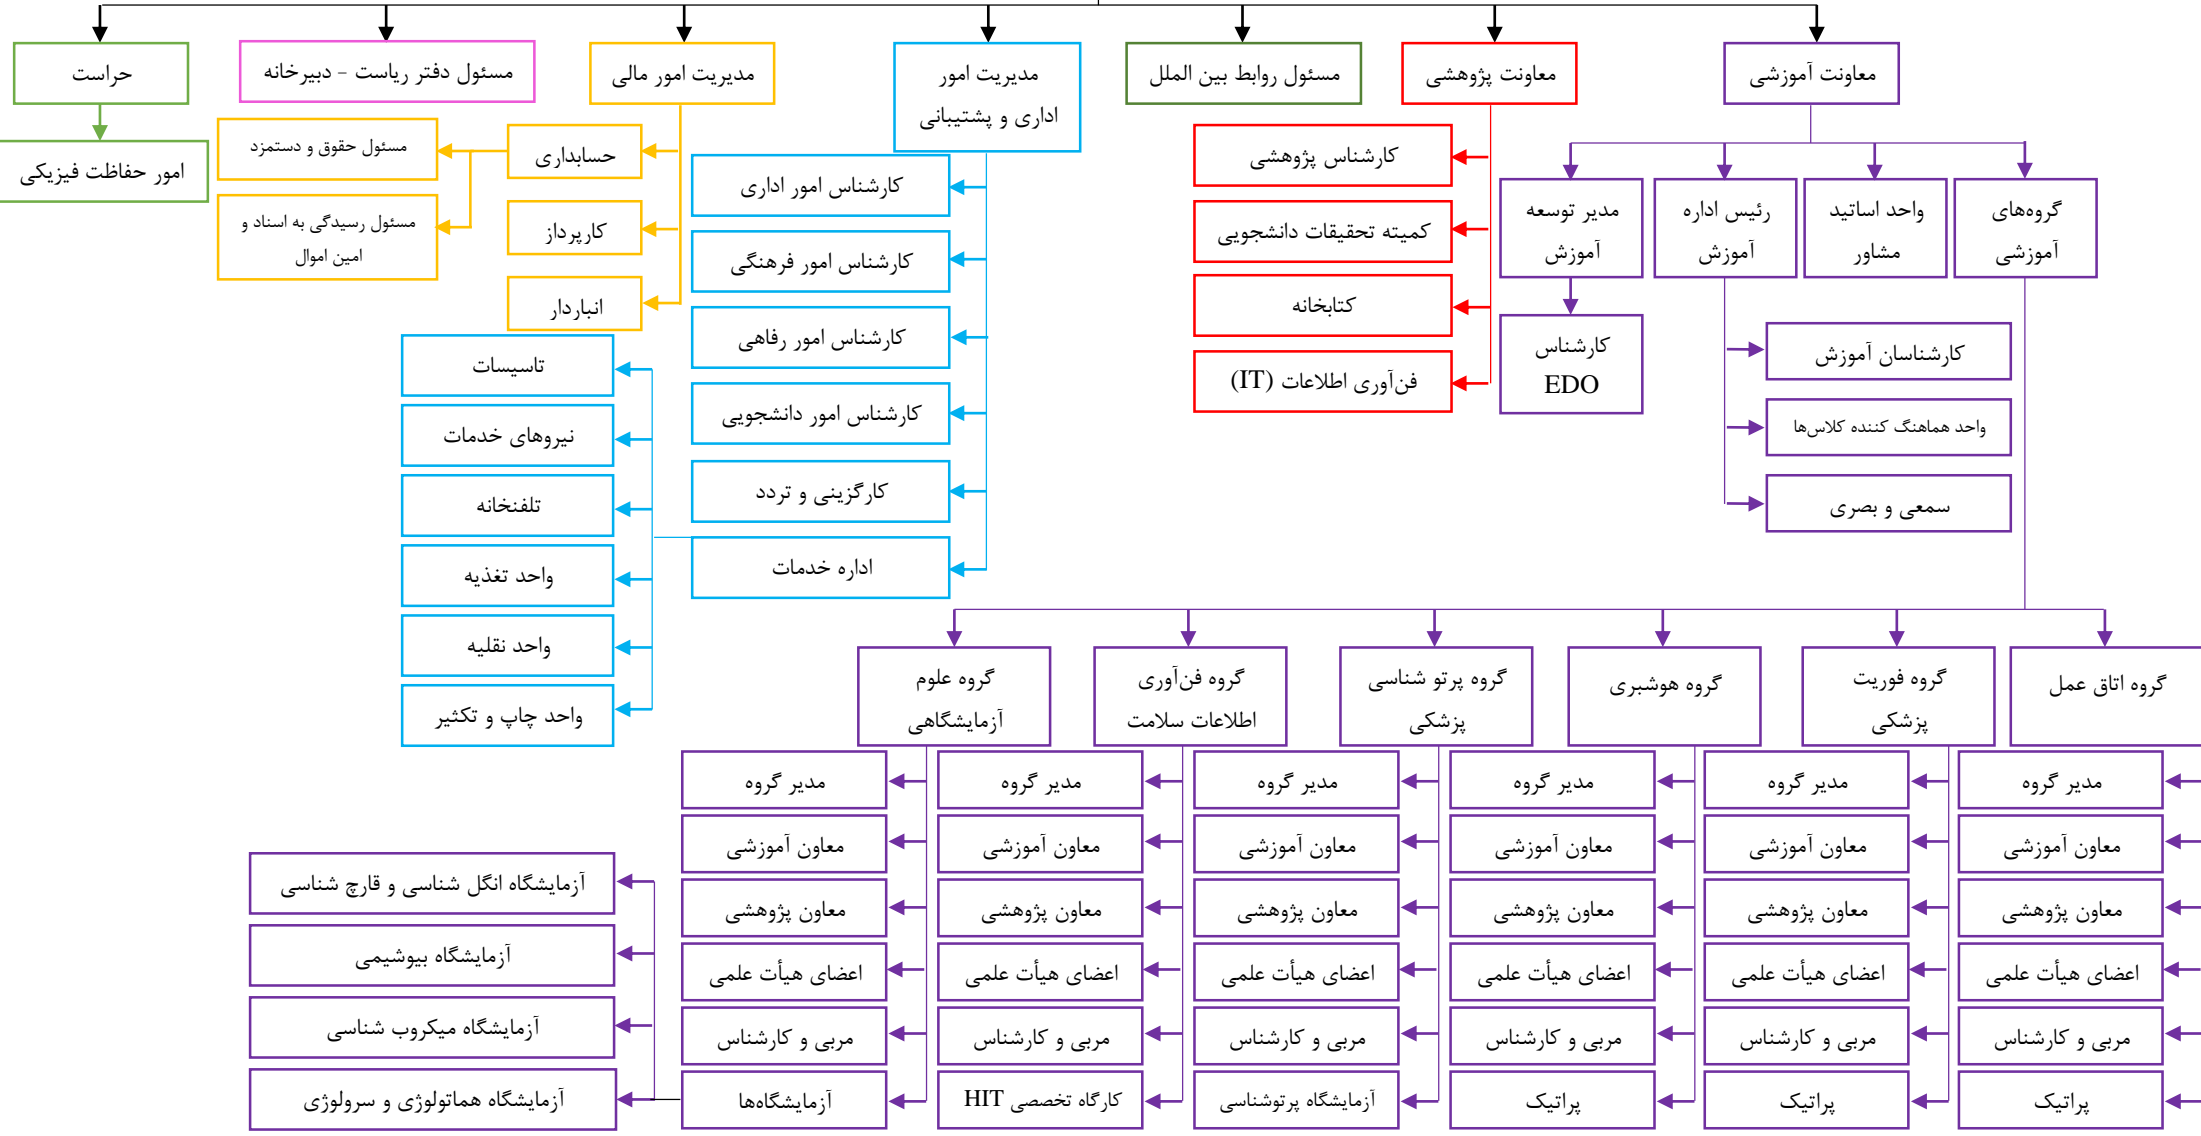 معاونت آموزشی
معاونت پژوهشی
مسئول روابط بین الملل
مدیریت امور
اداری و پشتیبانی
مدیریت امور مالی
مسئول دفتر ریاست - دبیرخانه
حراست
گروه‌های
آموزشی
واحد اساتید
مشاور
رئیس اداره
آموزش
مدیر توسعه
آموزش
کارشناسان آموزش
واحد هماهنگ کننده کلاس‌ها
سمعی و بصری
کارشناس
EDO
کارشناس پژوهشی
کمیته تحقیقات دانشجویی
کتابخانه
فن‌آوری اطلاعات (IT)
کارشناس امور اداری
کارشناس امور فرهنگی
کارشناس امور رفاهی
کارشناس امور دانشجویی
کارگزینی و تردد
اداره خدمات
تاسیسات
نیروهای خدمات
تلفنخانه
واحد تغذیه
واحد نقلیه
واحد چاپ و تکثیر
حسابداری
کارپرداز
انباردار
مسئول حقوق و دستمزد
مسئول رسیدگی به اسناد و
امین اموال
امور حفاظت فیزیکی
گروه اتاق عمل
مدیر گروه
معاون آموزشی
معاون پژوهشی
اعضای هیأت علمی
مربی و کارشناس
پراتیک
گروه فوریت
پزشکی
مدیر گروه
معاون آموزشی
معاون پژوهشی
اعضای هیأت علمی
مربی و کارشناس
پراتیک
گروه هوشبری
مدیر گروه
معاون آموزشی
معاون پژوهشی
اعضای هیأت علمی
مربی و کارشناس
پراتیک
گروه پرتو شناسی
پزشکی
مدیر گروه
معاون آموزشی
معاون پژوهشی
اعضای هیأت علمی
مربی و کارشناس
آزمایشگاه پرتوشناسی
گروه فن‌آوری
اطلاعات سلامت
مدیر گروه
معاون آموزشی
معاون پژوهشی
اعضای هیأت علمی
مربی و کارشناس
کارگاه تخصصی HIT
گروه علوم
آزمایشگاهی
مدیر گروه
معاون آموزشی
معاون پژوهشی
اعضای هیأت علمی
مربی و کارشناس
آزمایشگاه‌ها
آزمایشگاه انگل شناسی و قارچ شناسی
آزمایشگاه بیوشیمی
آزمایشگاه میکروب شناسی
آزمایشگاه هماتولوژی و سرولوژی